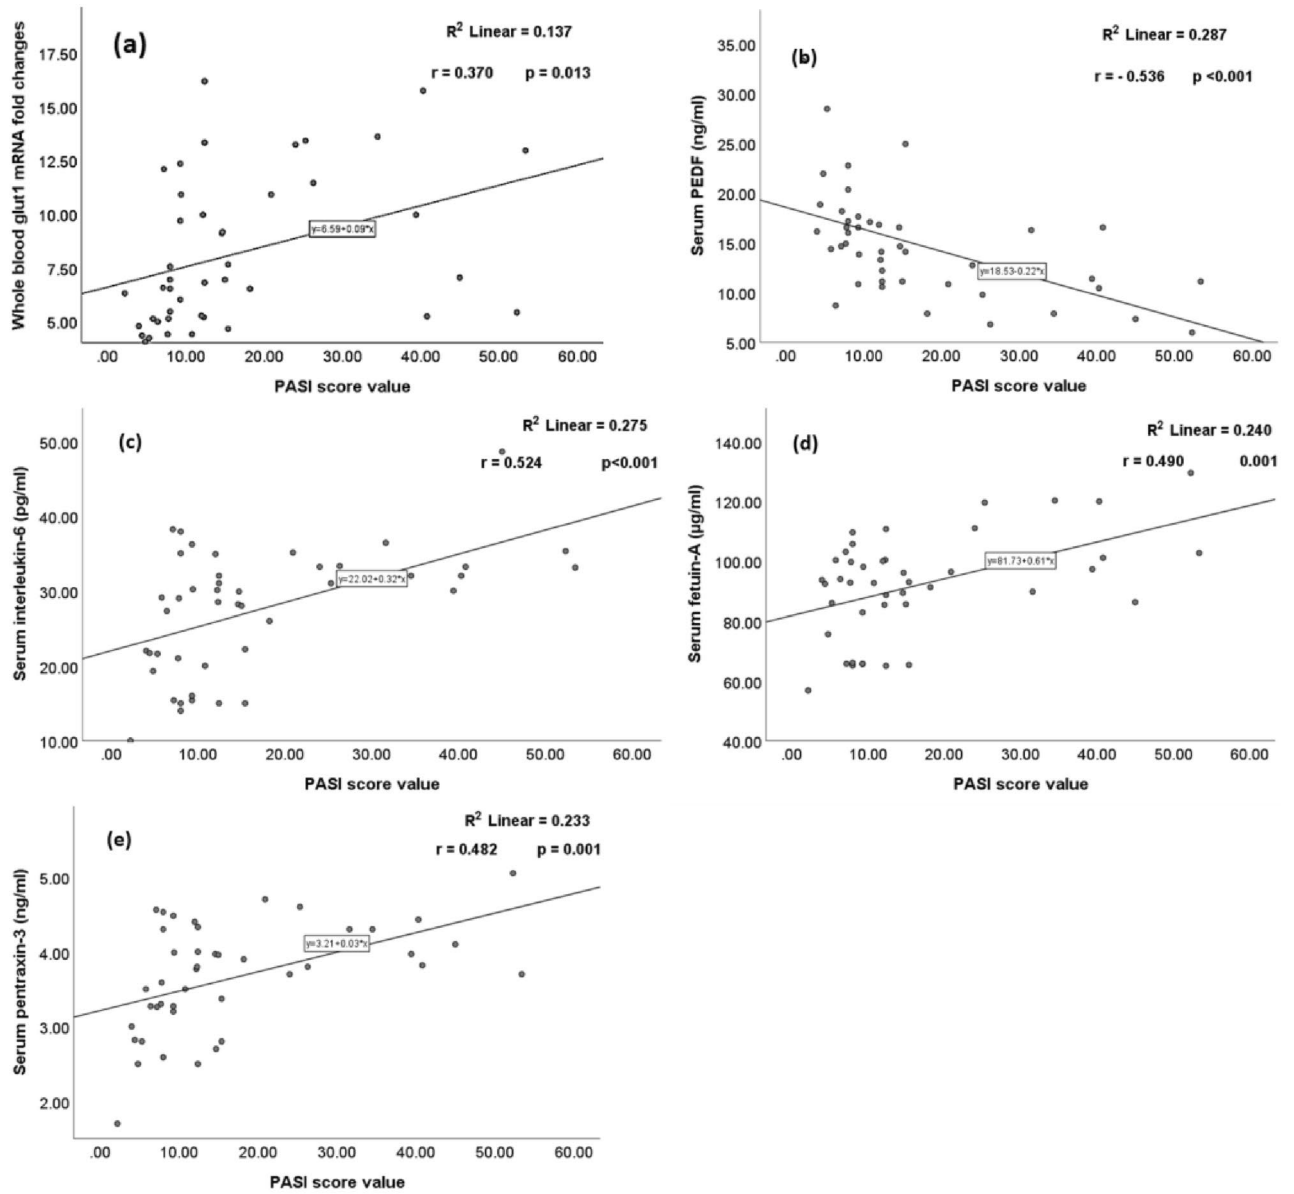 (a)
R² Linear = 0.137
r = 0.370 p = 0.013
Whole blood glut1 mRNA fold changes
17.50
15.00
12.50
10.00
7.50
5.00
y=6.59+0.09*x
.00 10.00 20.00 30.00 40.00 50.00 60.00
PASI score value
(b)
R² Linear = 0.287
r = - 0.536 p <0.001
Serum PEDF (ng/ml)
35.00
30.00
25.00
20.00
15.00
10.00
5.00
y=18.53-0.22*x
.00 10.00 20.00 30.00 40.00 50.00 60.00
PASI score value
(c)
R² Linear = 0.275
r = 0.524 p<0.001
Serum interleukin-6 (pg/ml)
50.00
40.00
30.00
20.00
10.00
y=22.02+0.32*x
.00 10.00 20.00 30.00 40.00 50.00 60.00
PASI score value
(d)
R² Linear = 0.240
r = 0.490 0.001
Serum fetuin-A (µg/ml)
140.00
120.00
100.00
80.00
60.00
40.00
y=81.73+0.61*x
.00 10.00 20.00 30.00 40.00 50.00 60.00
PASI score value
(e)
R² Linear = 0.233
r = 0.482 p = 0.001
Serum pentraxin-3 (ng/ml)
5.00
4.00
3.00
2.00
y=3.21+0.03*x
.00 10.00 20.00 30.00 40.00 50.00 60.00
PASI score value